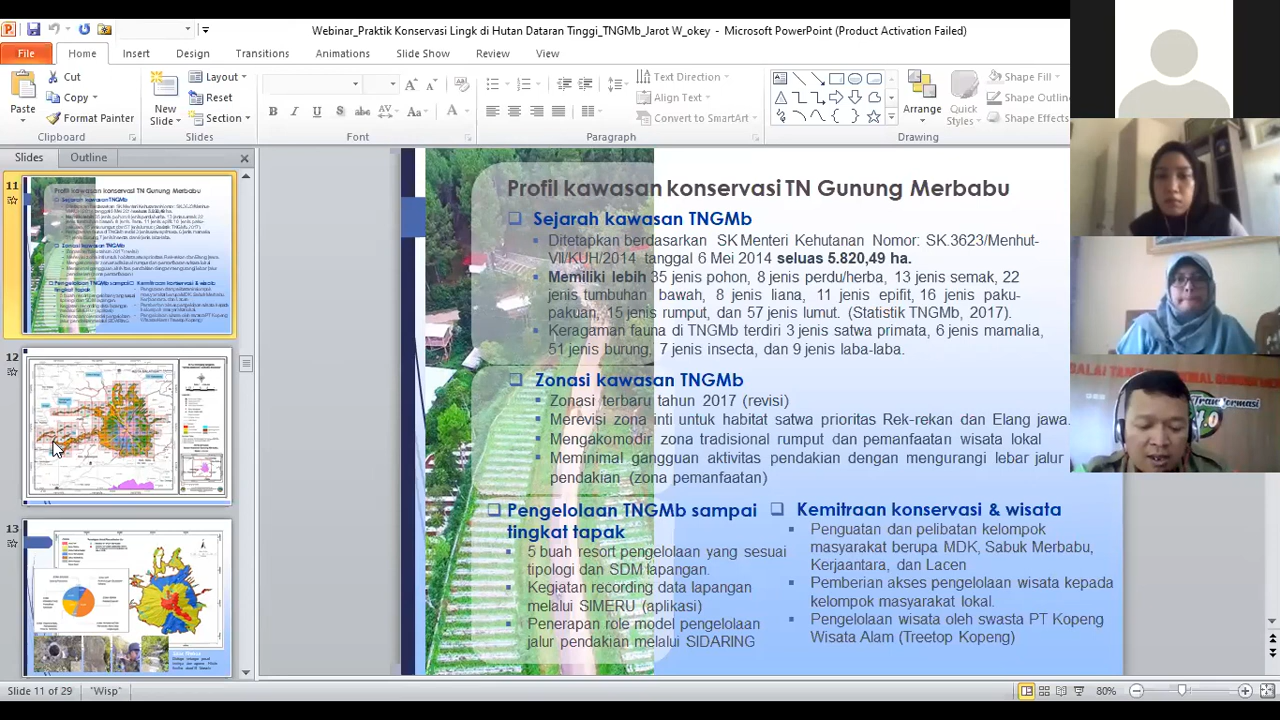 Webinar_Praktik Konservasi Lingk di Hutan Dataran Tinggi_TNGMb_Jarot W_okey - Microsoft PowerPoint (Product Activation Failed)
File Home Insert Design Transitions Animations Slide Show Review View
Cut
Copy
Format Painter
Paste
Clipboard
New
Slide
Layout
Reset
Section
Slides
Font
Text Direction
Align Text
Convert to SmartArt
Paragraph
Arrange
Quick
Styles
Shape Fill
Shape Outlin
Shape Effects
Drawing
Slides Outline
11
Profil kawasan konservasi TN Gunung Merbabu
12
13
Profil kawasan konservasi TN Gunung Merbabu
Sejarah kawasan TNGMb
Ditetapkan berdasarkan SK Menteri Kehutanan Nomor: SK.3623/Menhut-
VII/KUH/2014 tanggal 6 Mei 2014 seluas 5.820,49 ha.
Memiliki lebih 35 jenis pohon, 8 jenis perdu/herba, 13 jenis semak, 22
jenis tumbuhan bawah, 8 jenis liana, 11 jenis epifit, 16 jenis paku-
pakuan, 19 jenis rumput, dan 57 jenis lumut. (Statistik TNGMb, 2017).
Keragaman fauna di TNGMb terdiri 3 jenis satwa primata, 6 jenis mamalia,
51 jenis burung, 7 jenis insecta, dan 9 jenis laba-laba.
Zonasi kawasan TNGMb
Zonasi terbaru tahun 2017 (revisi)
Merevisi zona inti untuk habitat satwa prioritas Rek-rekan dan Elang jawa
Mengakomodir zona tradisional rumput dan pemanfaatan wisata lokal
Meminimal gangguan aktivitas pendakian dengan mengurangi lebar jalur
pendakian (zona pemanfaatan)
Pengelolaan TNGMb sampai
tingkat tapak
5 buah resort pengelolaan yang sesuai
tipologi dan SDM lapangan.
Kegiatan recording data lapangan
melalui SIMERU (aplikasi)
Penerapan role model pengelolan
jalur pendakian melalui SIDARING
Kemitraan konservasi & wisata
Penguatan dan pelibatan kelompok
masyarakat berupa MDK, Sabuk Merbabu,
Kerjaantara, dan Lacen
Pemberian akses pengelolaan wisata kepada
kelompok masyarakat lokal.
Pengelolaan wisata oleh swasta PT Kopeng
Wisata Alam (Treetop Kopeng)
Transformasi
Slide 11 of 29 "Wisp" 80%